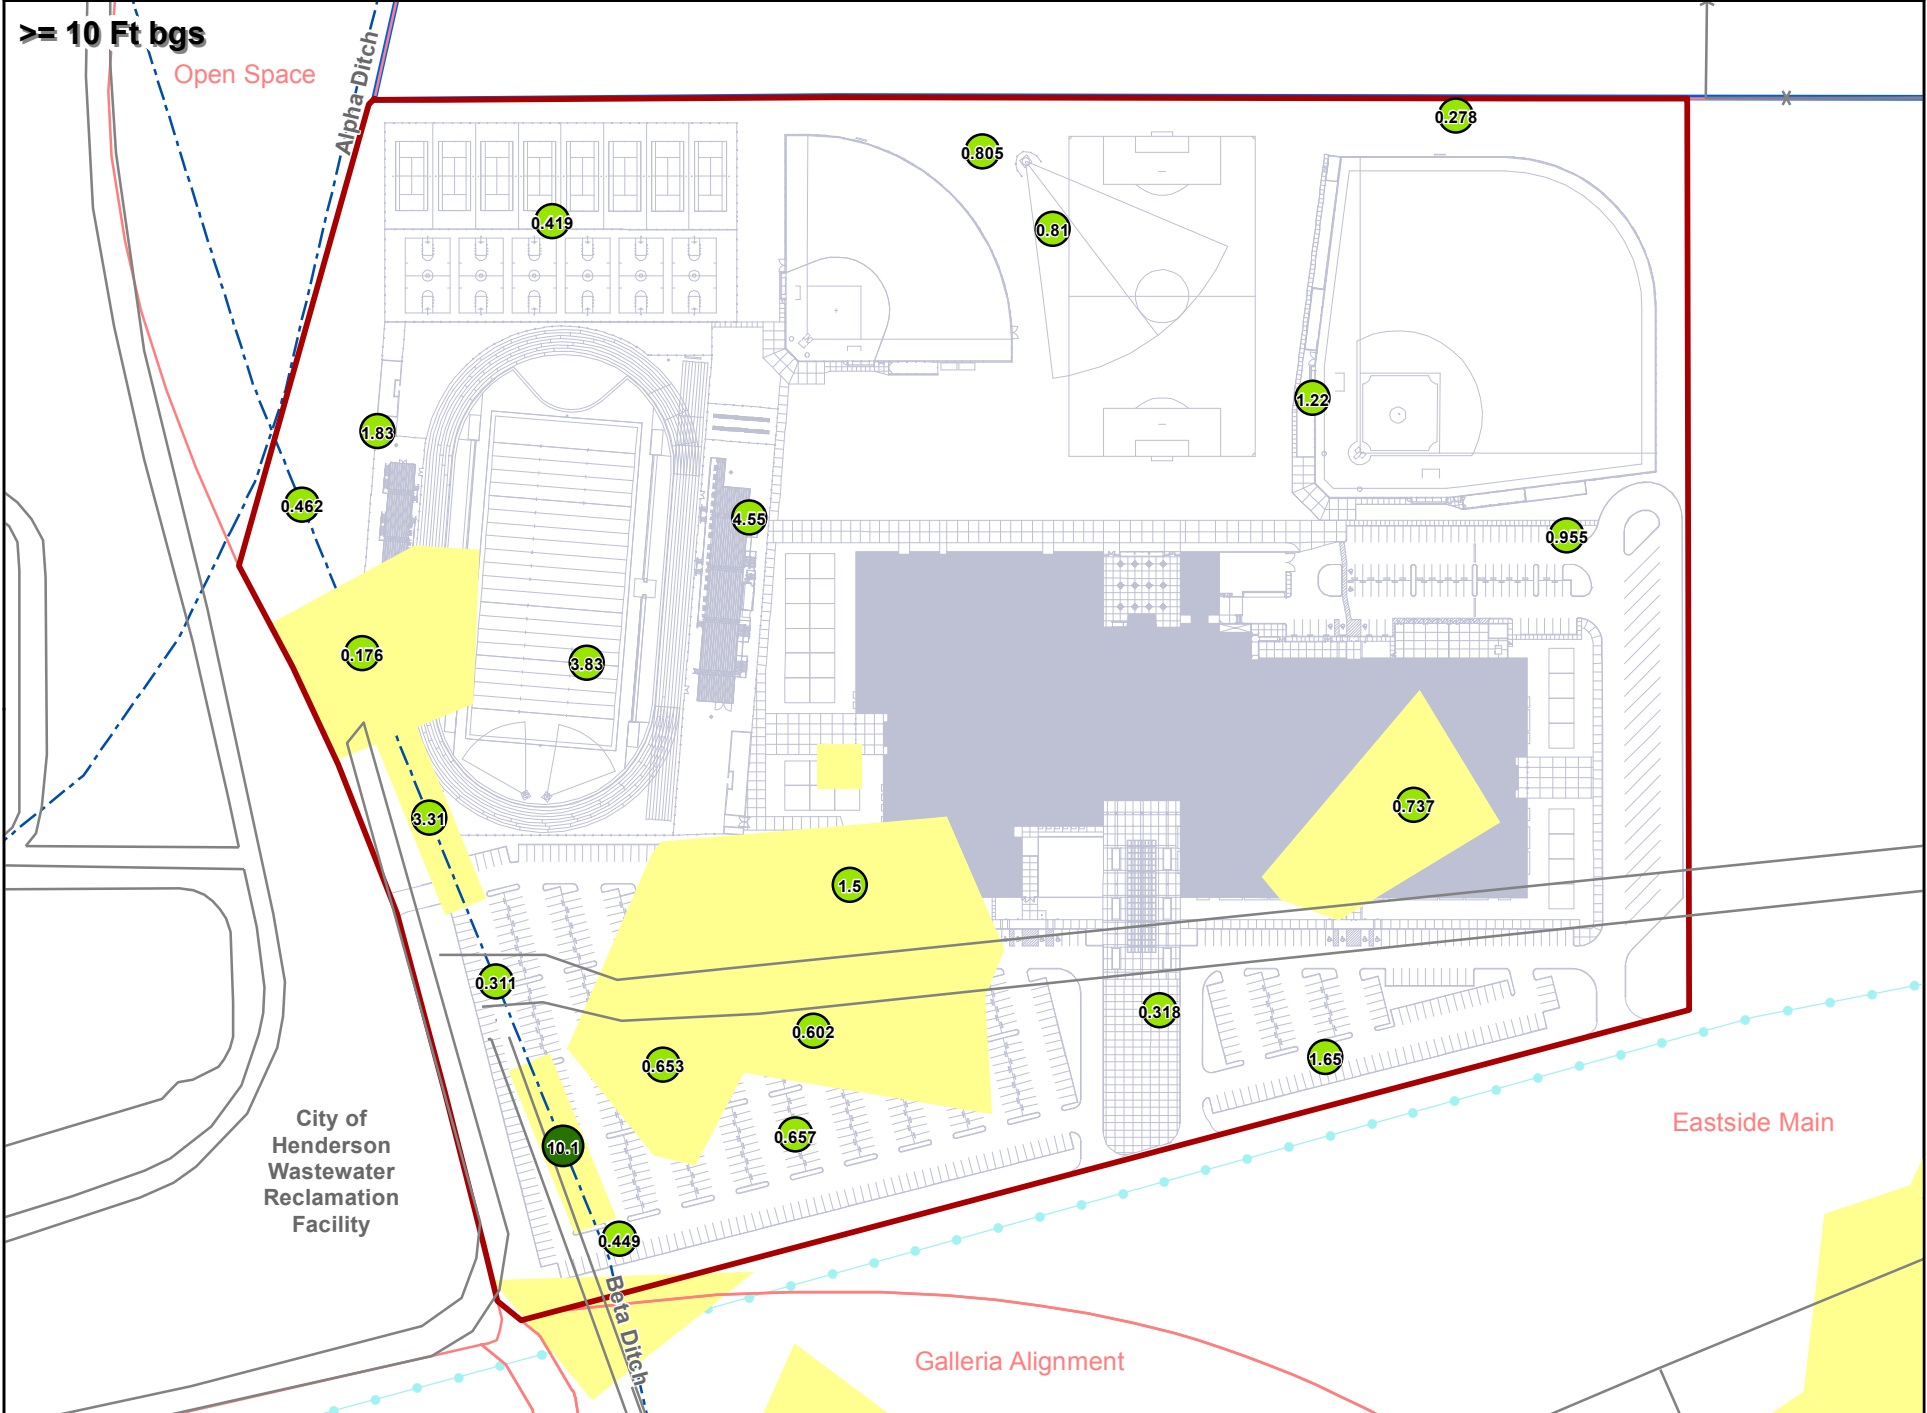 >= 10 Ft bgs
Open Space
Alpha Ditch
0.278
0.805
0.419
0.81
1.22
1.83
0.462
4.55
0.955
0.176
3.83
0.737
3.31
1.5
0.311
0.318
0.602
0.653
1.65
0.657
10.1
0.449
City of
Henderson
Wastewater
Reclamation
Facility
Eastside Main
Beta Ditch
Galleria Alignment